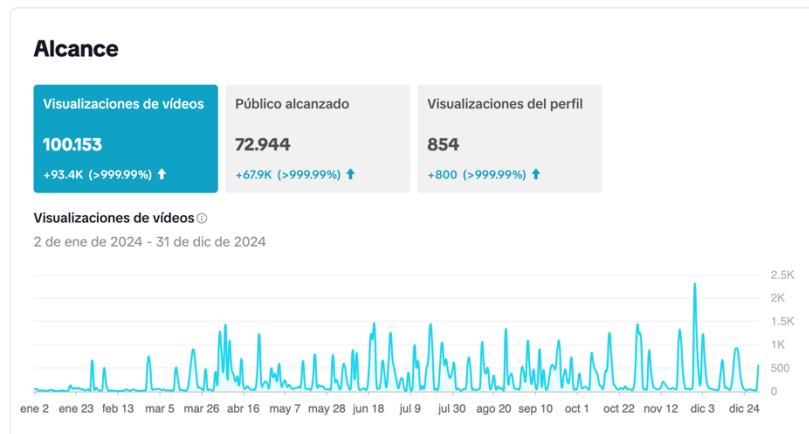 Alcance
Visualizaciones de vídeos
100.153
+93.4K (>999.99%)
Público alcanzado
72.944
+67.9K (>999.99%)
Visualizaciones del perfil
854
+800 (>999.99%)
Visualizaciones de vídeos
2 de ene de 2024 - 31 de dic de 2024
2.5K
2K
1.5K
1K
500
0
ene 2 ene 23 feb 13 mar 5 mar 26 abr 16 may 7 may 28 jun 18 jul 9 jul 30 ago 20 sep 10 oct 1 oct 22 nov 12 dic 3 dic 24